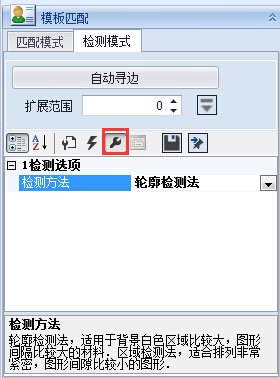 模板匹配
匹配模式 检测模式
自动寻边
扩展范围 0
1检测选项
检测方法 轮廓检测法
检测方法
轮廓检测法，适用于背景白色区域比较大，图形
间隔比较大的材料．区域检测法，适合排列非常
紧密，图形间隙比较小的图形．